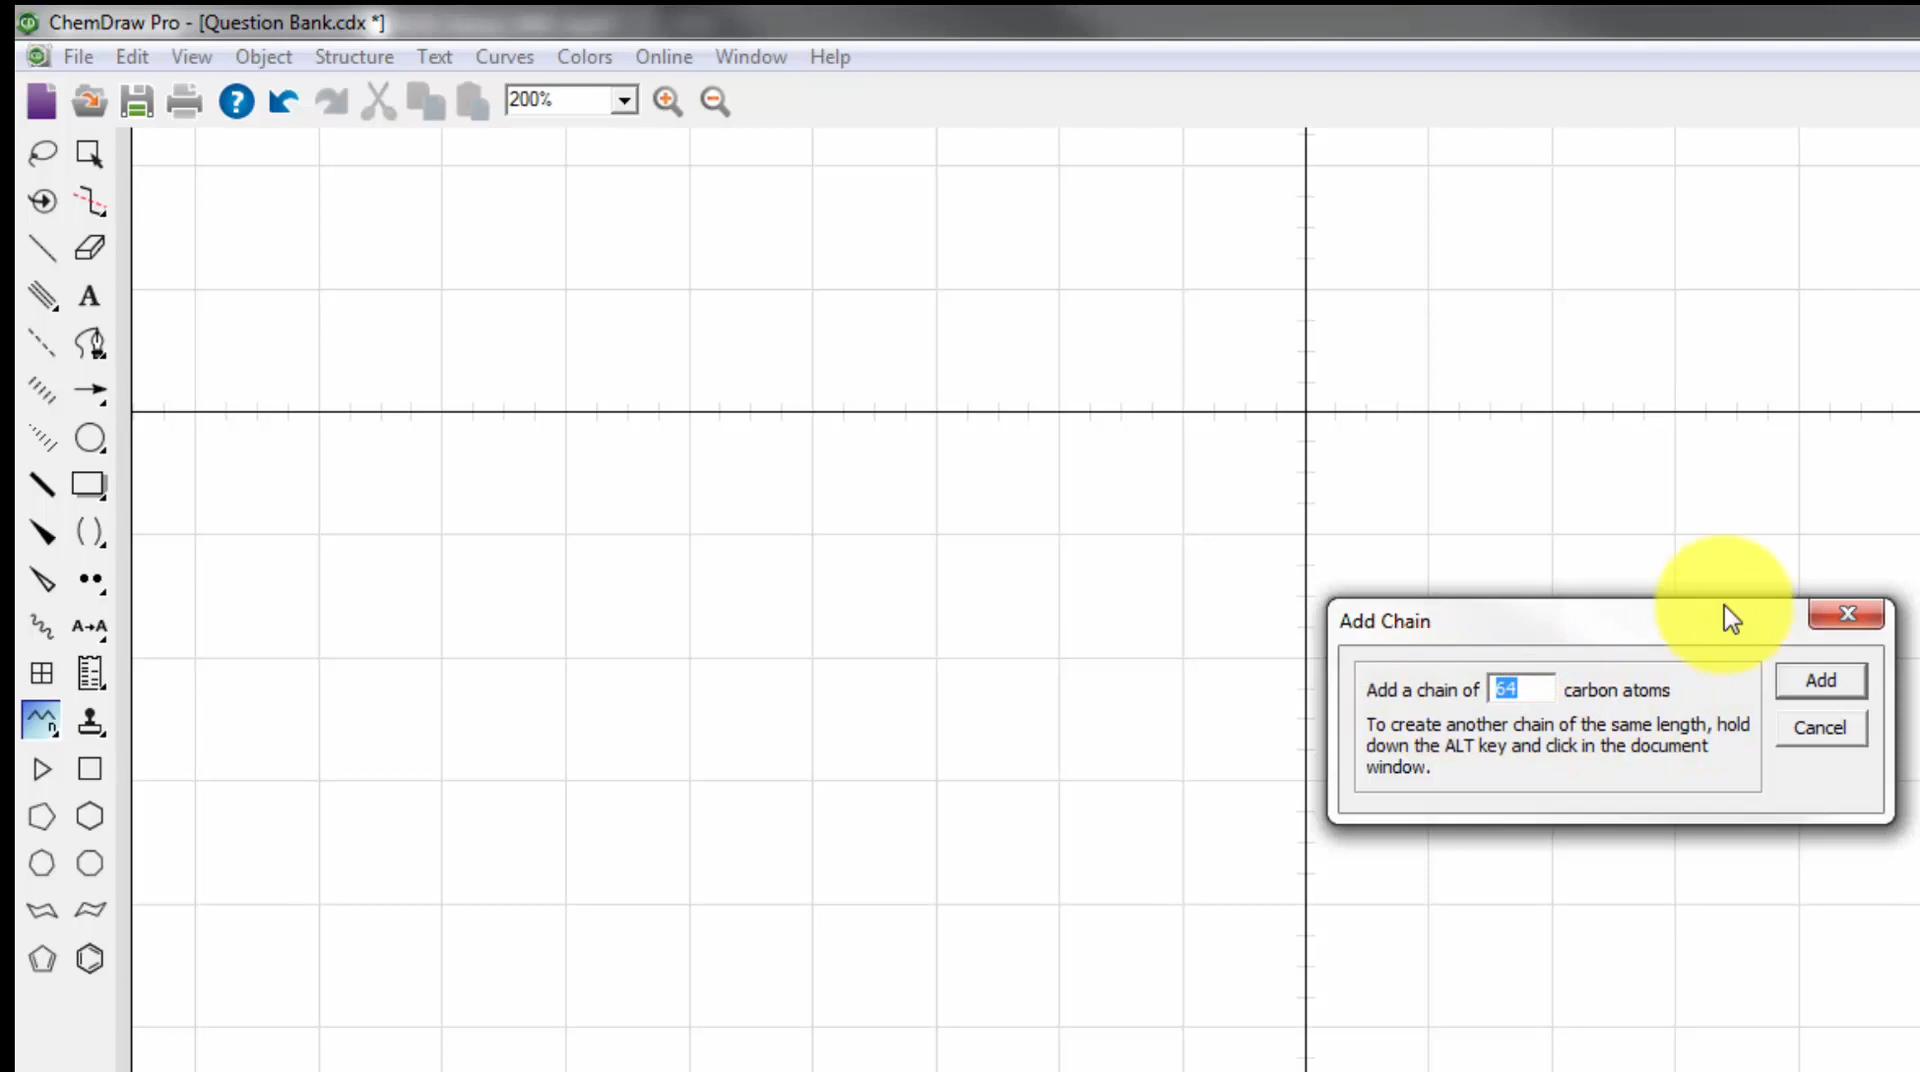 ChemDraw Pro - [Question Bank.cdx *]
File Edit View Object Structure Text Curves Colors Online Window Help
200%
A
A→A
n
Add Chain
Add a chain of 64 carbon atoms
Add
To create another chain of the same length, hold
down the ALT key and click in the document
window.
Cancel